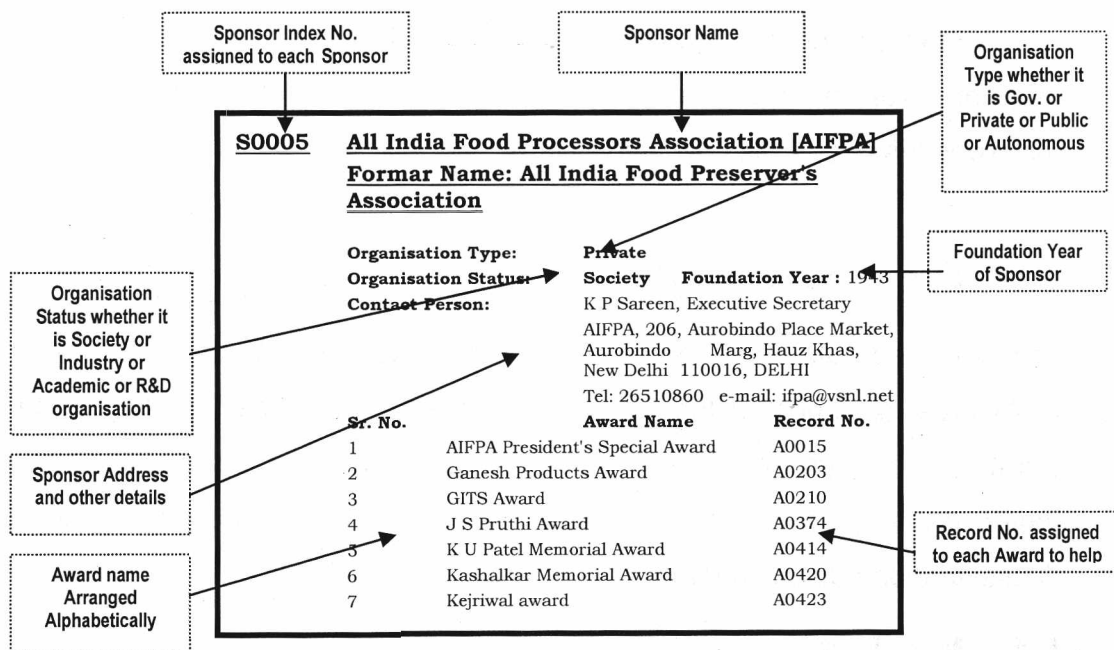 Sponsor Index No.
assigned to each Sponsor
Sponsor Name
Organisation
Type whether it
is Gov. or
Private or Public
or Autonomous
S0005 All India Food Processors Association [AIFPA]
Formar Name: All India Food Preserver's
Association
Organisation Type: Private
Organisation Status: Society Foundation Year : 1943
Contact Person: K P Sareen, Executive Secretary
AIFPA, 206, Aurobindo Place Market,
Aurobindo Marg, Hauz Khas,
New Delhi 110016, DELHI
Tel: 26510860 e-mail: ifpa@vsnl.net
Foundation Year
of Sponsor
Organisation
Status whether it
is Society or
Industry or
Academic or R&D
organisation
Sr. No. Award Name Record No.
1 AIFPA President's Special Award A0015
2 Ganesh Products Award A0203
3 GITS Award A0210
4 J S Pruthi Award A0374
5 K U Patel Memorial Award A0414
6 Kashalkar Memorial Award A0420
7 Kejriwal award A0423
Sponsor Address
and other details
Award name
Arranged
Alphabetically
Record No. assigned
to each Award to help